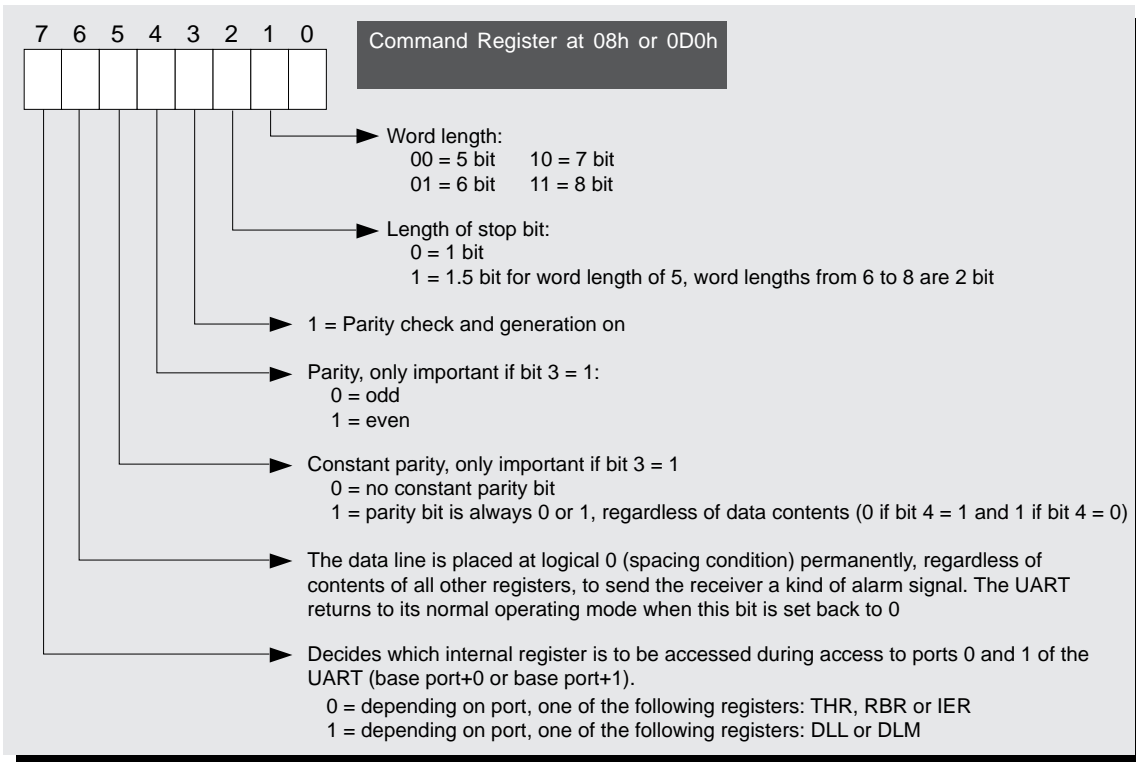 7 6 5 4 3 2 1 0
Command Register at 08h or 0D0h
Word length:
00 = 5 bit 10 = 7 bit
01 = 6 bit 11 = 8 bit
Length of stop bit:
0 = 1 bit
1 = 1.5 bit for word length of 5, word lengths from 6 to 8 are 2 bit
1 = Parity check and generation on
Parity, only important if bit 3 = 1:
0 = odd
1 = even
Constant parity, only important if bit 3 = 1
0 = no constant parity bit
1 = parity bit is always 0 or 1, regardless of data contents (0 if bit 4 = 1 and 1 if bit 4 = 0)
The data line is placed at logical 0 (spacing condition) permanently, regardless of
contents of all other registers, to send the receiver a kind of alarm signal. The UART
returns to its normal operating mode when this bit is set back to 0
Decides which internal register is to be accessed during access to ports 0 and 1 of the
UART (base port+0 or base port+1).
0 = depending on port, one of the following registers: THR, RBR or IER
1 = depending on port, one of the following registers: DLL or DLM